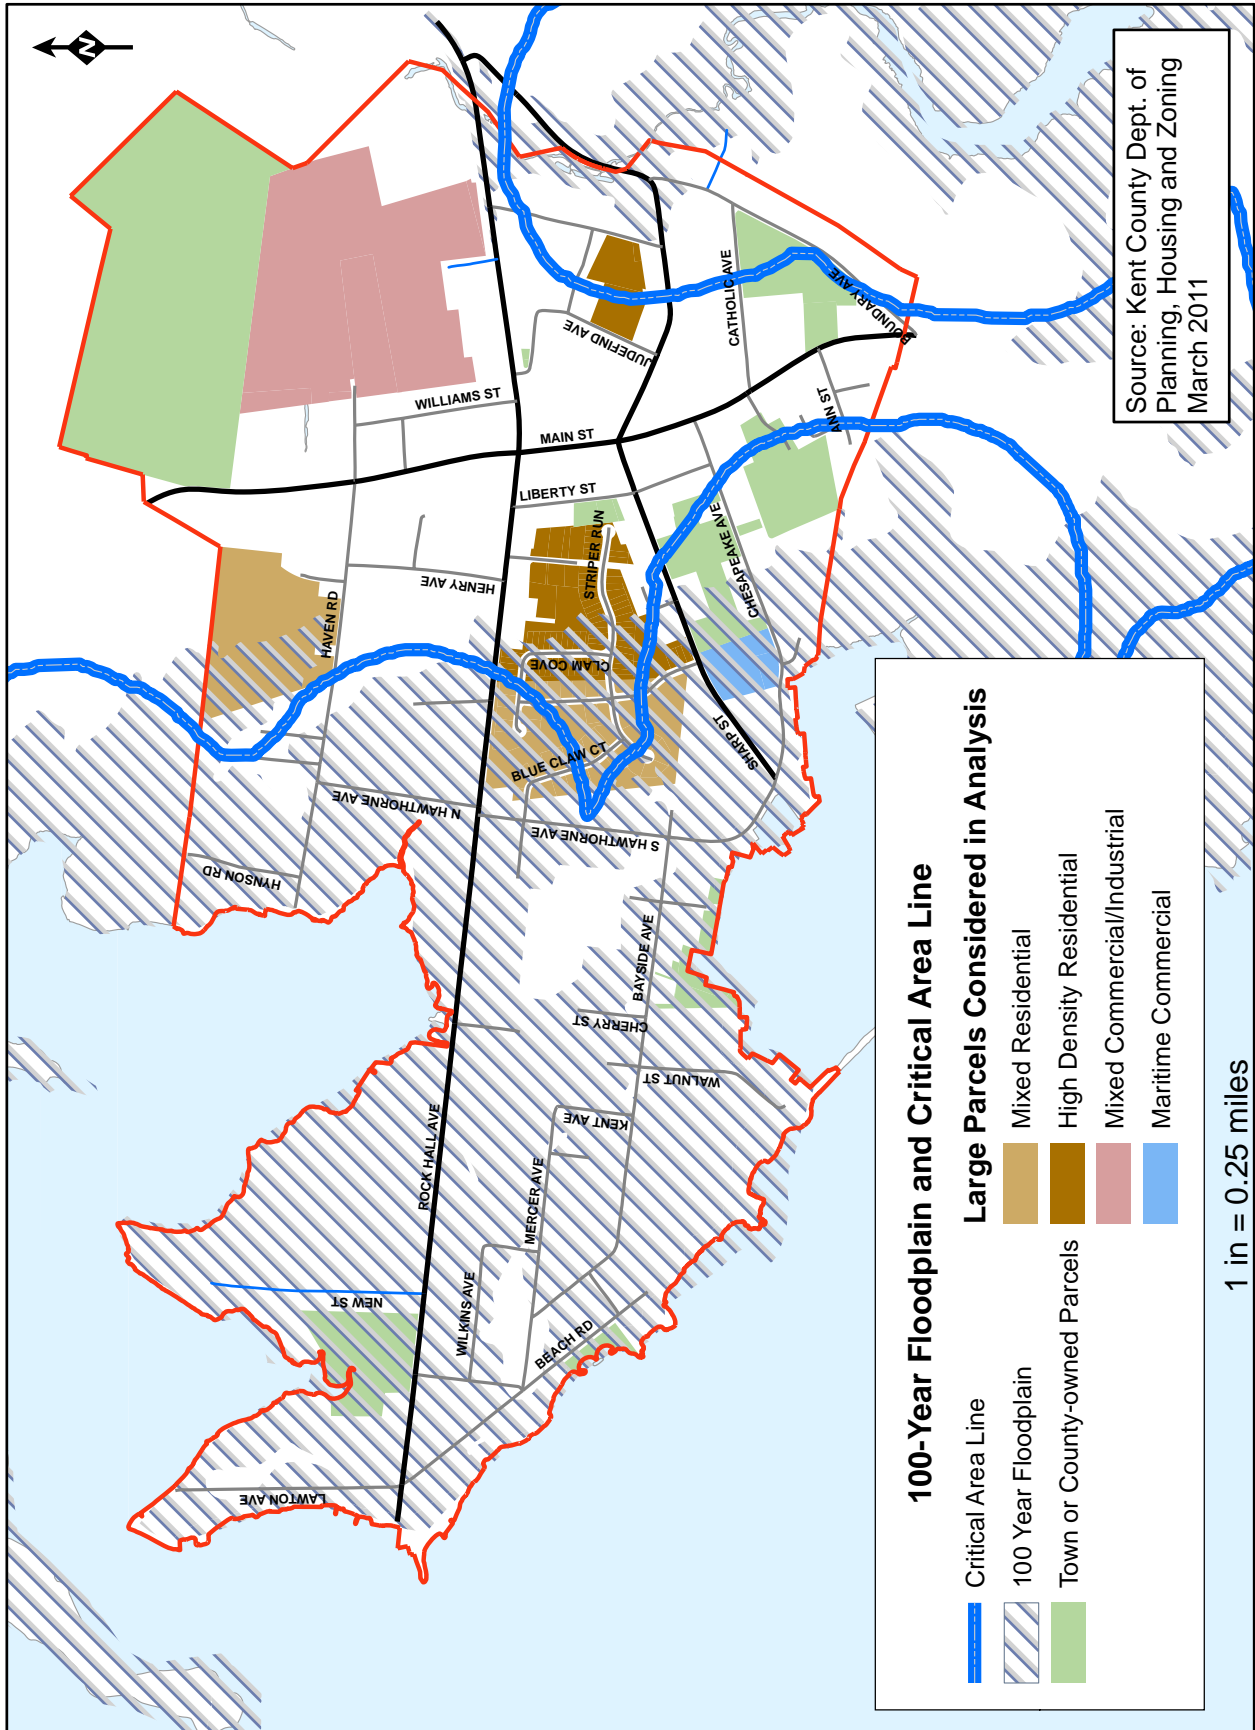 N
100-Year Floodplain and Critical Area Line
Critical Area Line
100 Year Floodplain
Town or County-owned Parcels
Large Parcels Considered in Analysis
Mixed Residential
High Density Residential
Mixed Commercial/Industrial
Maritime Commercial
1 in = 0.25 miles
Source: Kent County Dept. of
Planning, Housing and Zoning
March 2011
LAWTON AVE
NEW ST
ROCK HALL AVE
WILKINS AVE
MERCER AVE
BEACH RD
KENT AVE
WALNUT ST
CHERRY ST
BAYSIDE AVE
HYNSON RD
N HAWTHORNE AVE
S HAWTHORNE AVE
BLUE CLAW CT
CLAM COVE
STRIPER RUN
SHARP ST
CHESAPEAKE AVE
HAVEN RD
HENRY AVE
LIBERTY ST
MAIN ST
WILLIAMS ST
JUDEFIND AVE
CATHOLIC AVE
BOUNDARY AVE
ANN ST